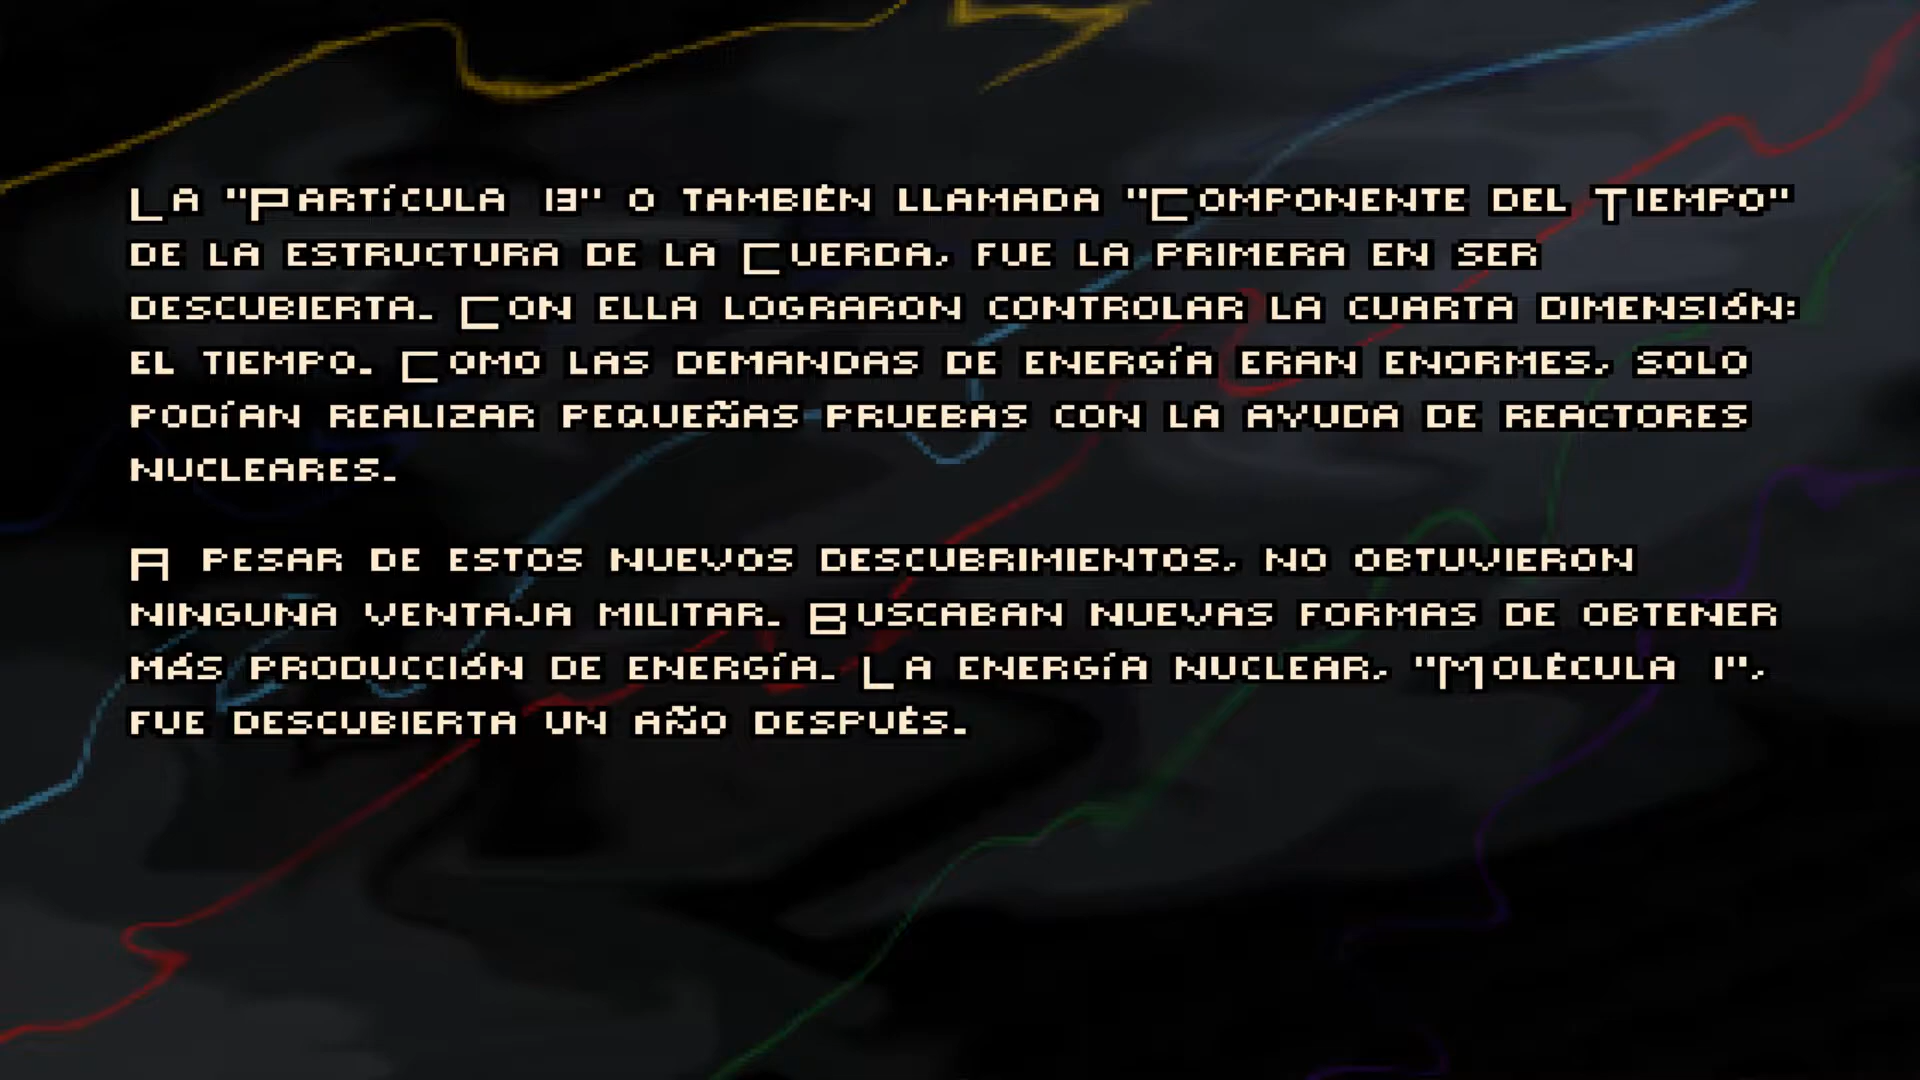 La "Partícula 13" o también llamada "Componente del Tiempo"
de la estructura de la Cuerda, fue la primera en ser
descubierta. Con ella lograron controlar la cuarta dimensión:
el tiempo. Como las demandas de energía eran enormes, solo
podían realizar pequeñas pruebas con la ayuda de reactores
nucleares.
A pesar de estos nuevos descubrimientos, no obtuvieron
ninguna ventaja militar. Buscaban nuevas formas de obtener
más producción de energía. La energía nuclear, "Molécula 1",
fue descubierta un año después.